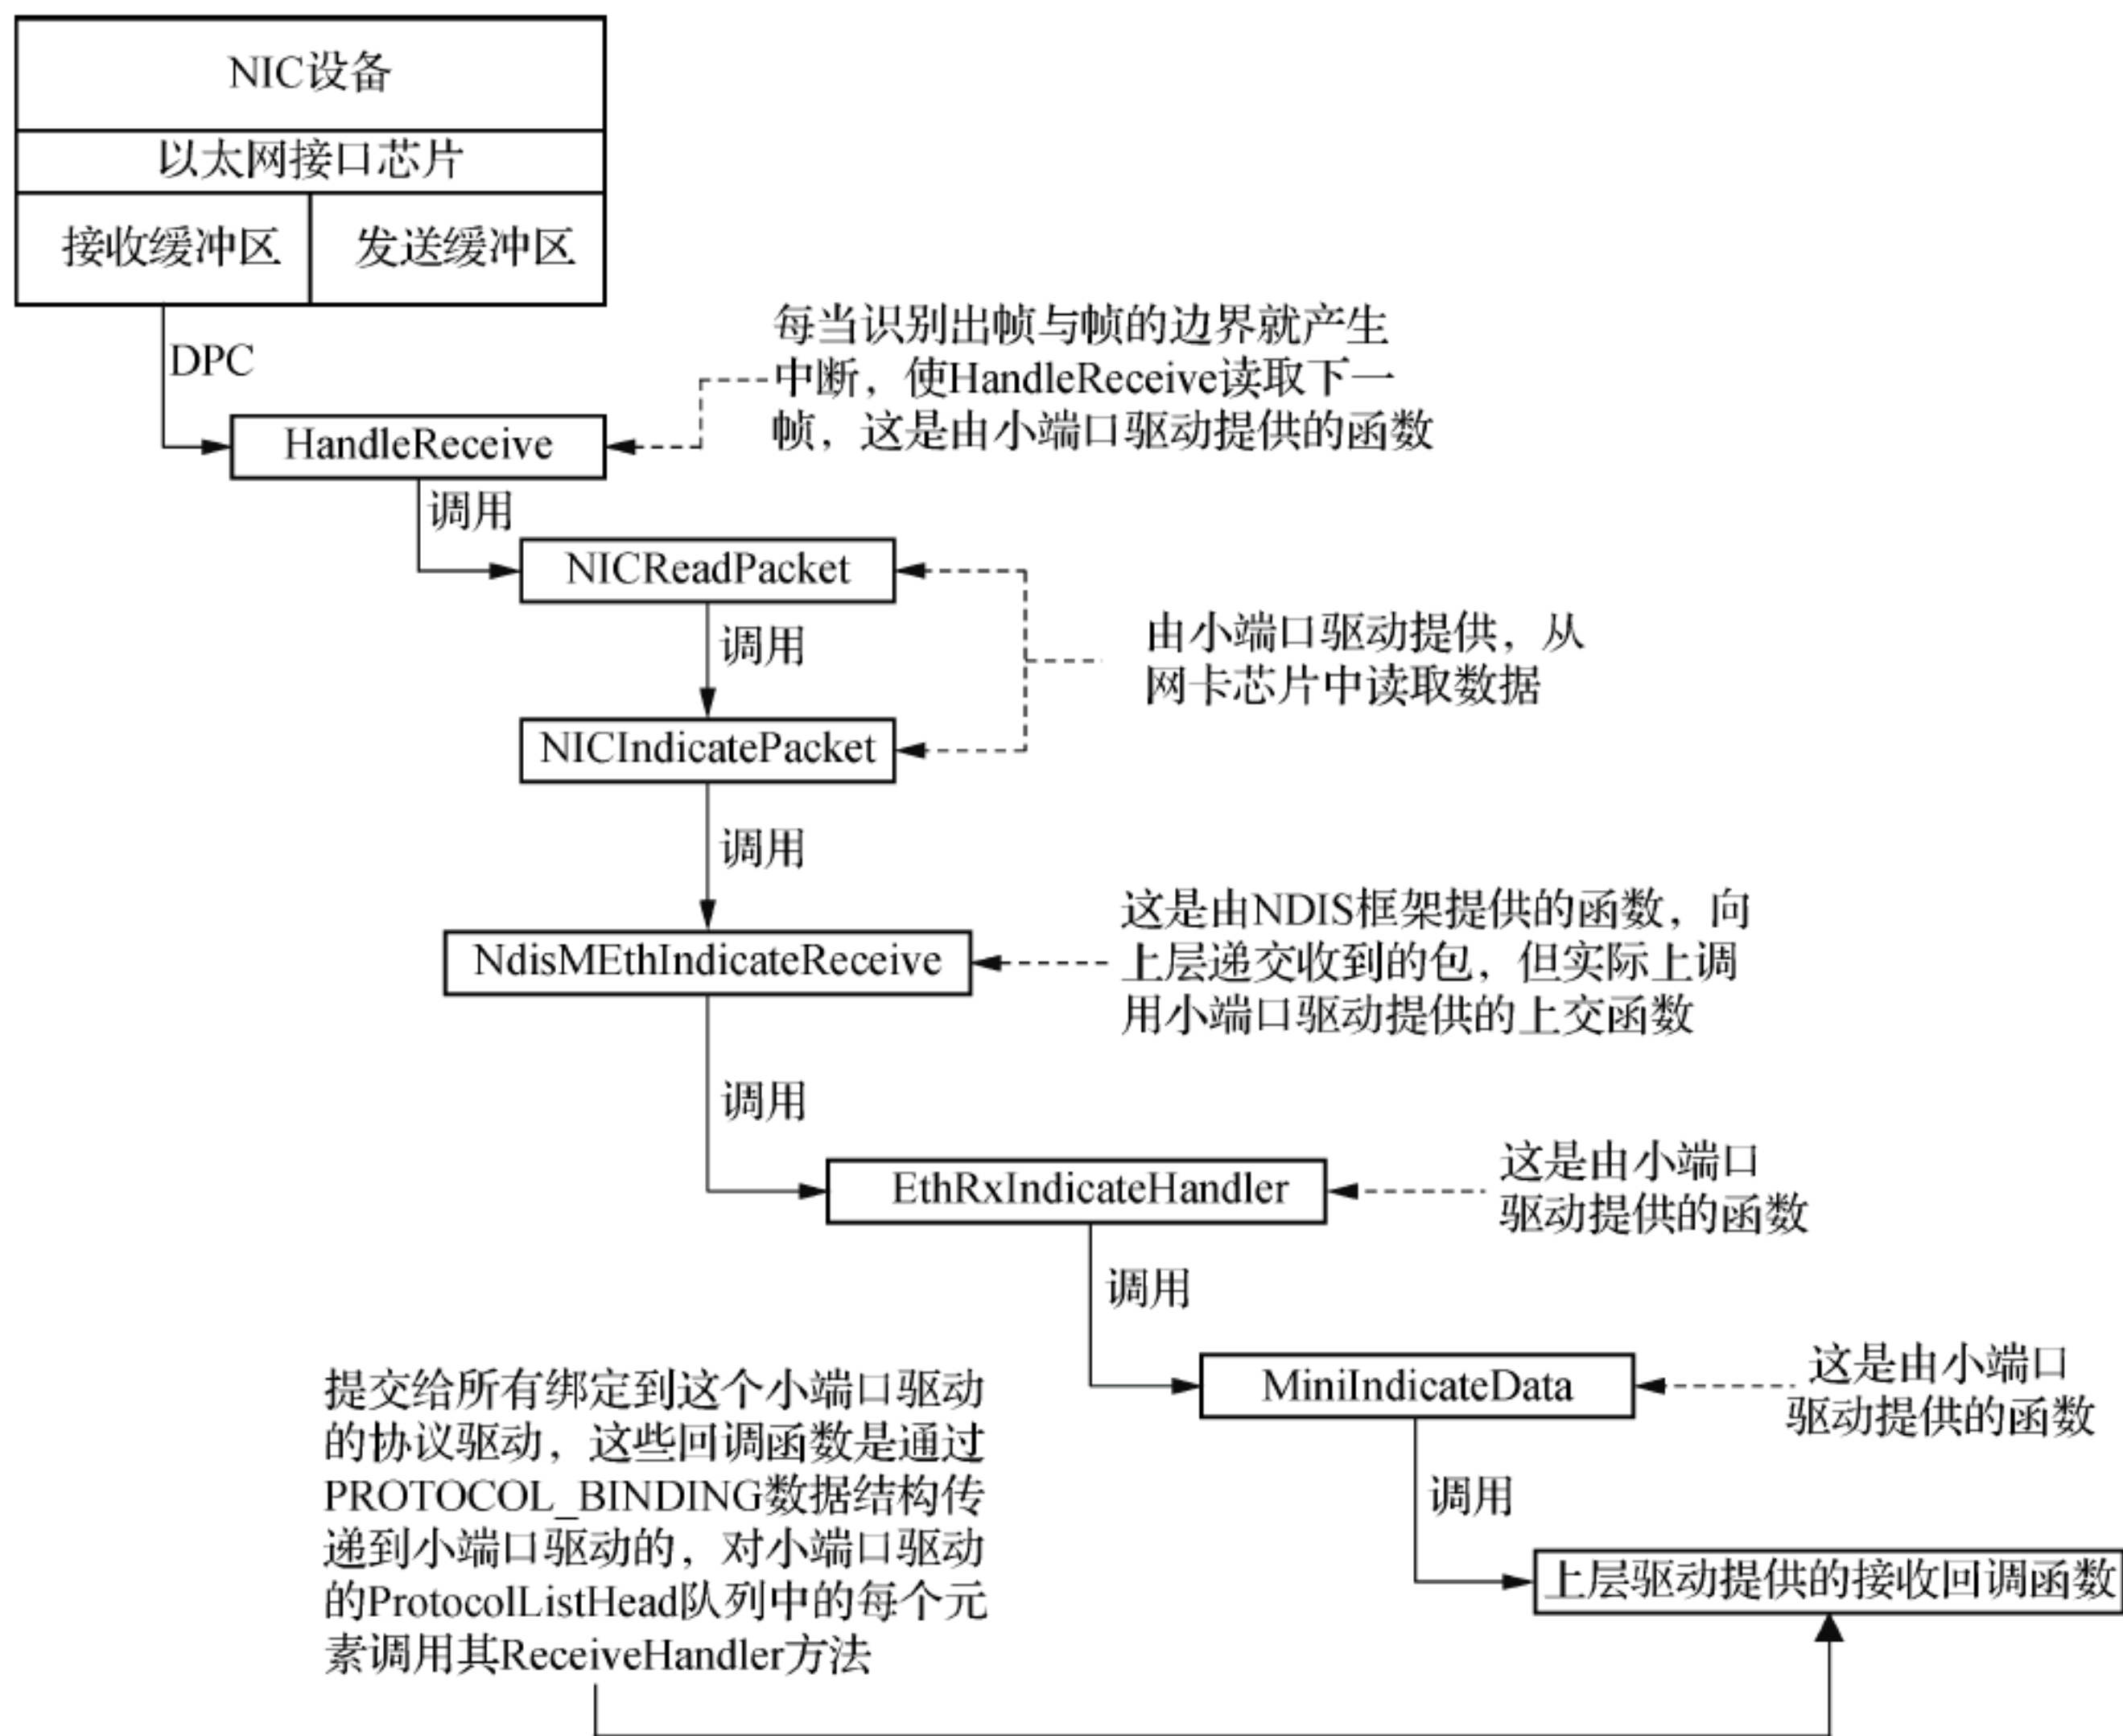 NIC设备
以太网接口芯片
接收缓冲区
发送缓冲区
DPC
每当识别出帧与帧的边界就产生
中断，使HandleReceive读取下一
帧，这是由小端口驱动提供的函数
HandleReceive
调用
NICReadPacket
调用
由小端口驱动提供，从
网卡芯片中读取数据
NICIndicatePacket
调用
这是由NDIS框架提供的函数，向
上层递交收到的包，但实际上调
用小端口驱动提供的上交函数
NdisMEthIndicateReceive
调用
这是由小端口
驱动提供的函数
EthRxIndicateHandler
调用
这是由小端口
驱动提供的函数
MiniIndicateData
调用
提交给所有绑定到这个小端口驱动
的协议驱动，这些回调函数是通过
PROTOCOL_BINDING数据结构传
递到小端口驱动的，对小端口驱动
的ProtocolListHead队列中的每个元
素调用其ReceiveHandler方法
上层驱动提供的接收回调函数